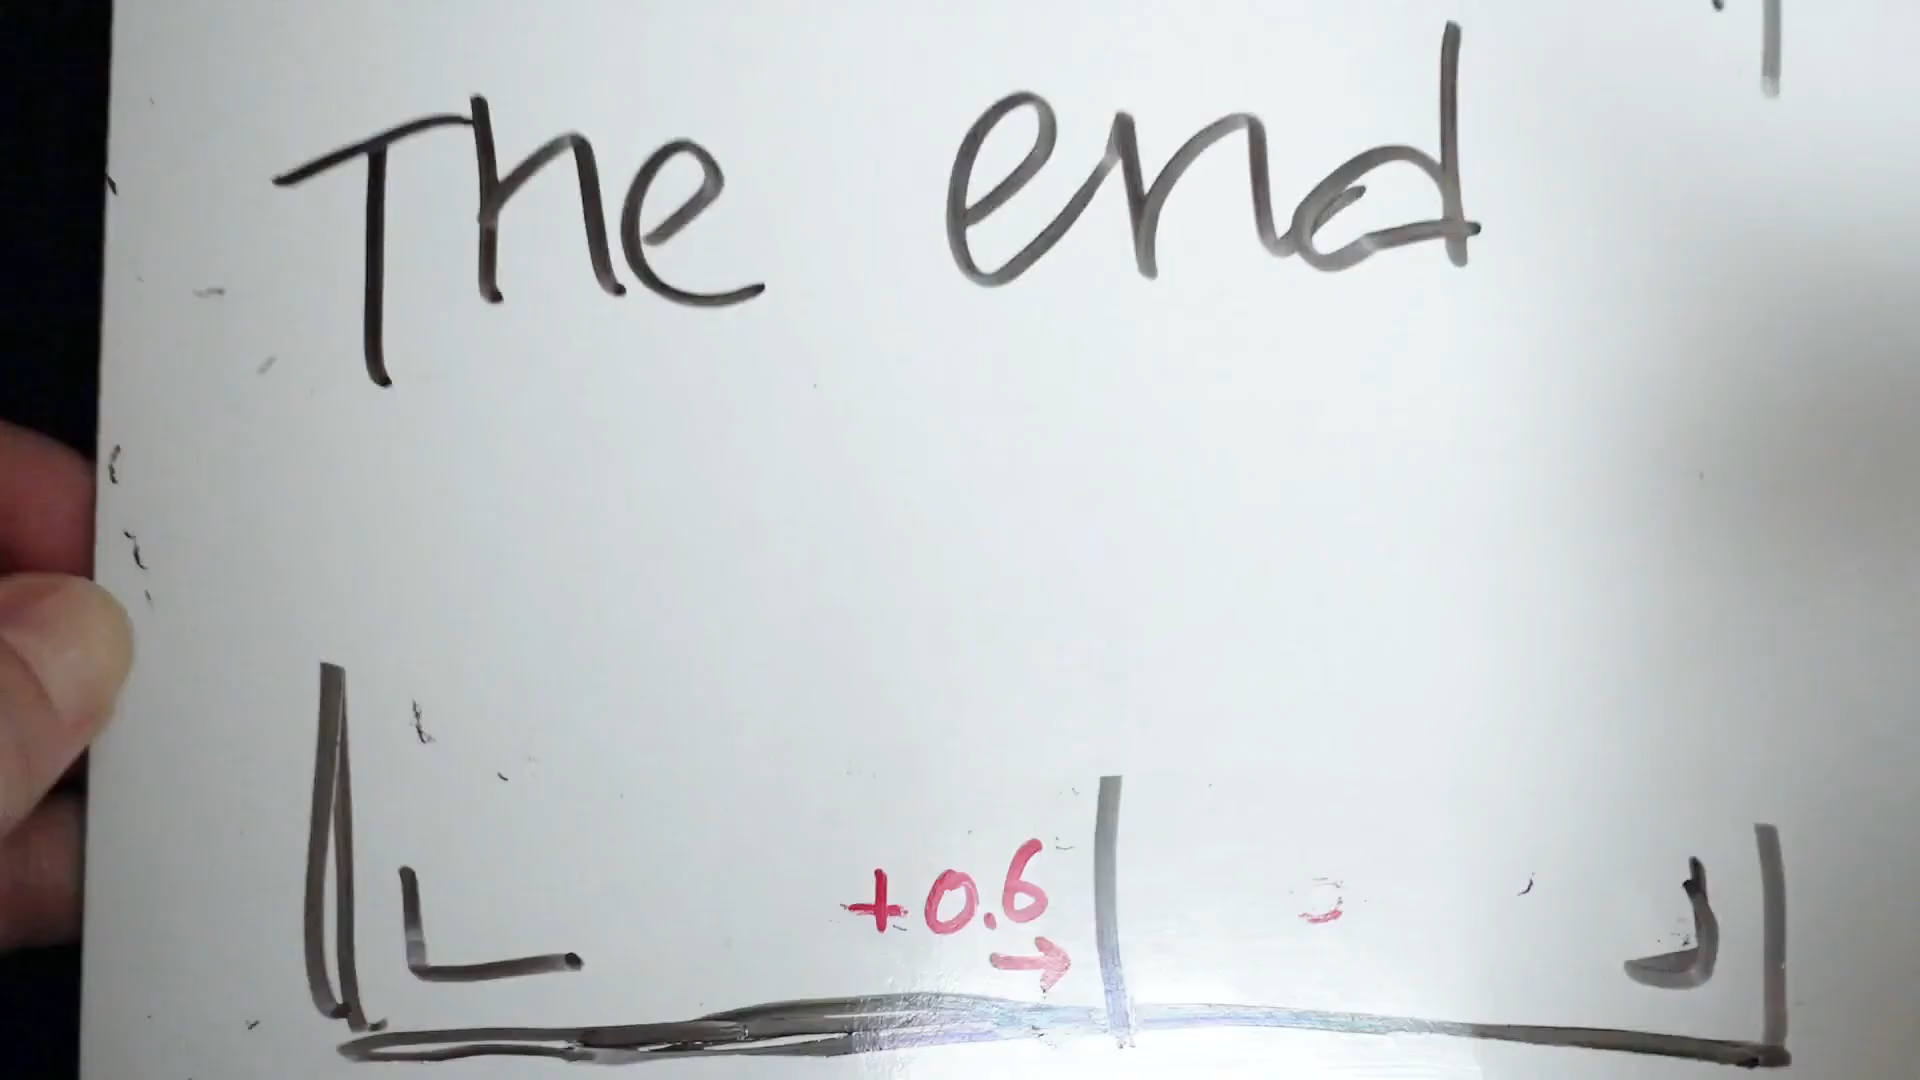 The end
+0.6
→